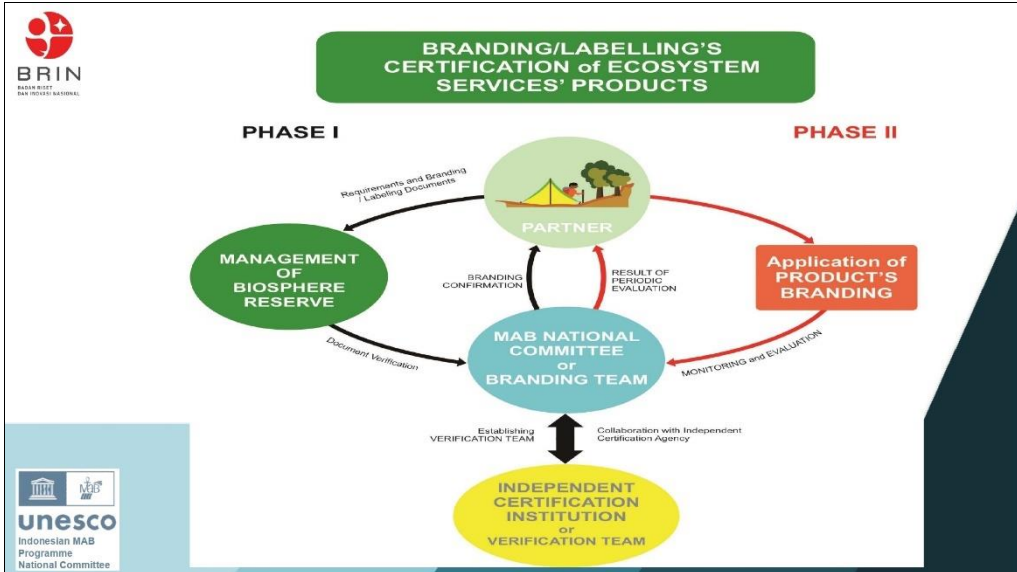 BRIN
BADAN RISET
DAN INOVASI NASIONAL
BRANDING/LABELLING'S
CERTIFICATION of ECOSYSTEM
SERVICES' PRODUCTS
PHASE I
PHASE II
Requirements and Branding
/ Labeling Documents
PARTNER
MANAGEMENT
OF
BIOSPHERE
RESERVE
BRANDING
CONFIRMATION
RESULT OF
PERIODIC
EVALUATION
Application of
PRODUCT'S
BRANDING
MAB NATIONAL
COMMITTEE
or
BRANDING TEAM
Document Verification
MONITORING and EVALUATION
Establishing
VERIFICATION TEAM
Collaboration with Independent
Certification Agency
INDEPENDENT
CERTIFICATION
INSTITUTION
or
VERIFICATION TEAM
MAB
unesco
Indonesian MAB
Programme
National Committee